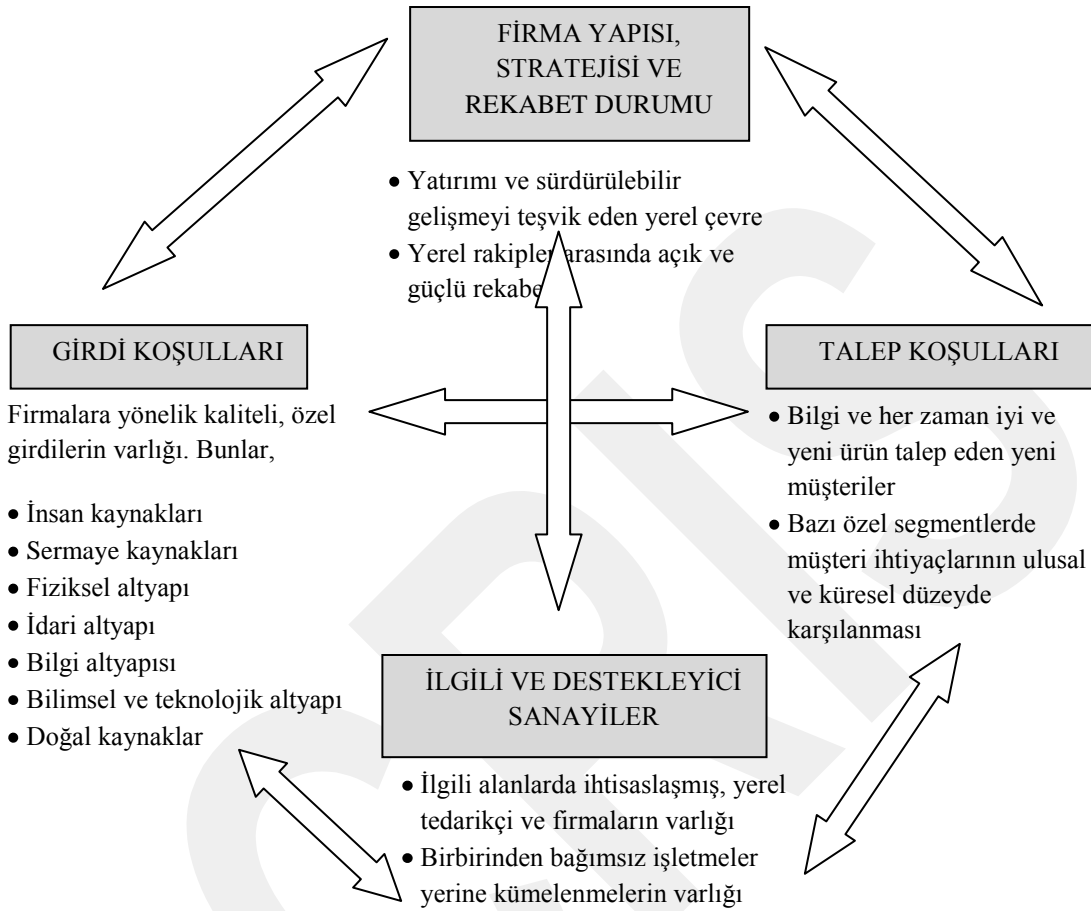 FİRMA YAPISI,
STRATEJİSİ VE
REKABET DURUMU
• Yatırımı ve sürdürülebilir
gelişmeyi teşvik eden yerel çevre
• Yerel rakipler arasında açık ve
güçlü
GİRDİ KOŞULLARI
Firmalara yönelik kaliteli, özel
girdilerin varlığı. Bunlar,
• İnsan kaynakları
• Sermaye kaynakları
• Fiziksel altyapı
• İdari altyapı
• Bilgi altyapısı
• Bilimsel ve teknolojik altyapı
• Doğal kaynaklar
TALEP KOŞULLARI
• Bilgi ve her zaman iyi ve
yeni ürün talep eden yeni
müşteriler
• Bazı özel segmentlerde
müşteri ihtiyaçlarının ulusal
ve küresel düzeyde
karşılanması
İLGİLİ VE DESTEKLEYİCİ
SANAYİLER
• İlgili alanlarda ihtisaslaşmış, yerel
tedarikçi ve firmaların varlığı
• Birbirinden bağımsız işletmeler
yerine kümelenmelerin varlığı